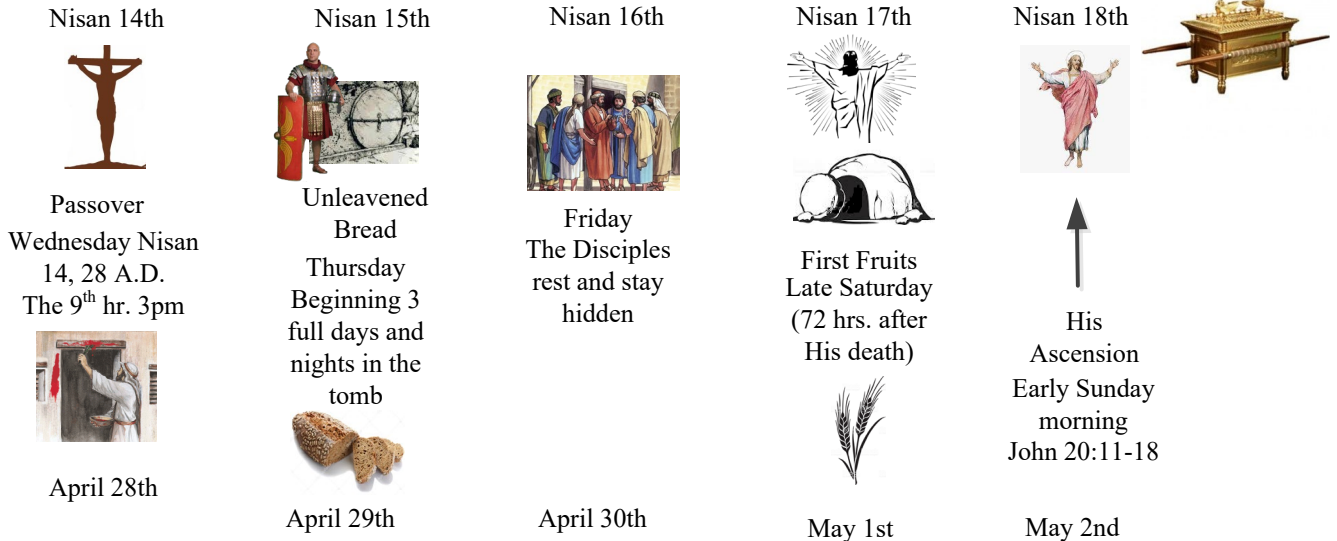 Nisan 14th
Passover
Wednesday Nisan
14, 28 A.D.
The 9th hr. 3pm
April 28th
Nisan 15th
Unleavened
Bread
Thursday
Beginning 3
full days and
nights in the
tomb
April 29th
Nisan 16th
Friday
The Disciples
rest and stay
hidden
April 30th
Nisan 17th
First Fruits
Late Saturday
(72 hrs. after
His death)
May 1st
Nisan 18th
His
Ascension
Early Sunday
morning
John 20:11-18
May 2nd